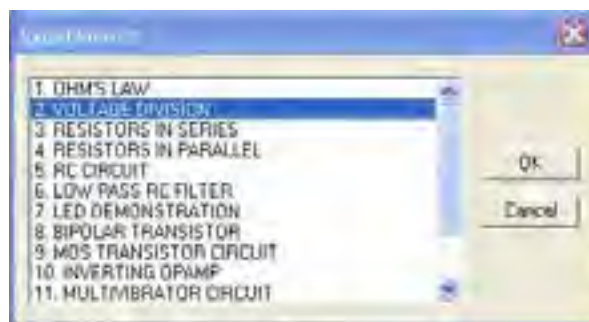 1. OHM'S LAW
2. VOLTAGE DIVISION
3 RESISTORS IN SERIES
4 RESISTORS IN PARALLEL
5. RC CIRCUIT
6. LOW PASS RC FILTER
7 LED DEMONSTRATION
8. BIPOLAR TRANSISTOR
9 MOS TRANSISTOR CIRCUIT
10. INVERTING OPAMP
11. MULTIVIBRATOR CIRCUIT
OK
Cancel